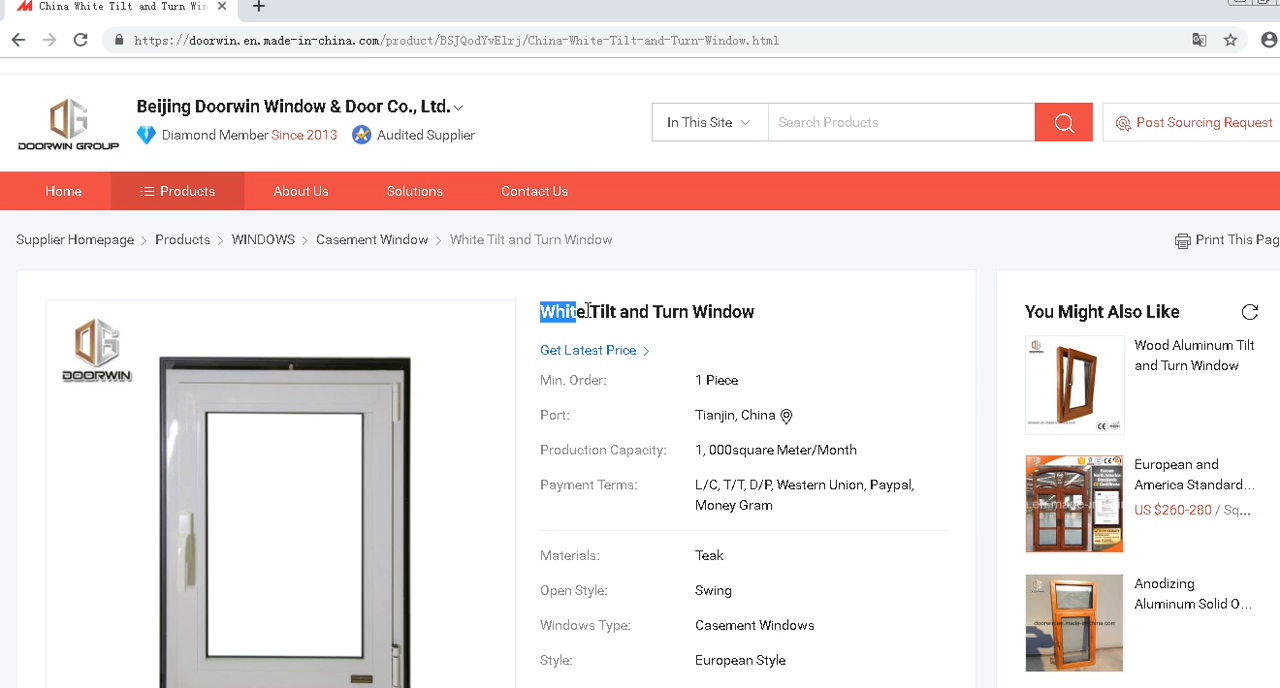 China White Tilt and Turn Win
https://doorwin.en.made-in-china.com/product/BSJQodYvElrj/China-White-Tilt-and-Turn-Window.html
DOORWIN GROUP
Beijing Doorwin Window & Door Co., Ltd.
Diamond Member Since 2013 Audited Supplier
In This Site
Search Products
Post Sourcing Request
Home
Products
About Us
Solutions
Contact Us
Supplier Homepage > Products > WINDOWS > Casement Window > White Tilt and Turn Window
Print This Pag
DOORWIN
White Tilt and Turn Window
Get Latest Price >
Min. Order: 1 Piece
Port: Tianjin, China
Production Capacity: 1, 000square Meter/Month
Payment Terms: L/C, T/T, D/P, Western Union, Paypal,
Money Gram
Materials: Teak
Open Style: Swing
Windows Type: Casement Windows
Style: European Style
You Might Also Like
Wood Aluminum Tilt
and Turn Window
European and
America Standard...
US $260-280 / Sq...
Anodizing
Aluminum Solid O...